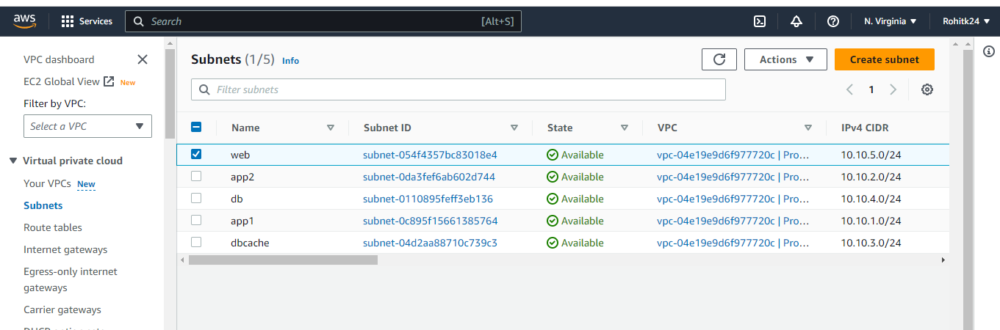 aws Services Search [Alt+S] N. Virginia Rohitk24
VPC dashboard
EC2 Global View New
Filter by VPC:
Select a VPC
Virtual private cloud
Your VPCs New
Subnets
Route tables
Internet gateways
Egress-only internet
gateways
Carrier gateways
Subnets (1/5) Info Actions Create subnet
Filter subnets 1
Name Subnet ID State VPC IPv4 CIDR
web subnet-054f4357bc83018e4 Available vpc-04e19e9d6f977720c | Pro... 10.10.5.0/24
app2 subnet-0da3fef6ab602d744 Available vpc-04e19e9d6f977720c | Pro... 10.10.2.0/24
db subnet-0110895feff3eb136 Available vpc-04e19e9d6f977720c | Pro... 10.10.4.0/24
app1 subnet-0c895f15661385764 Available vpc-04e19e9d6f977720c | Pro... 10.10.1.0/24
dbcache subnet-04d2aa88710c739c3 Available vpc-04e19e9d6f977720c | Pro... 10.10.3.0/24